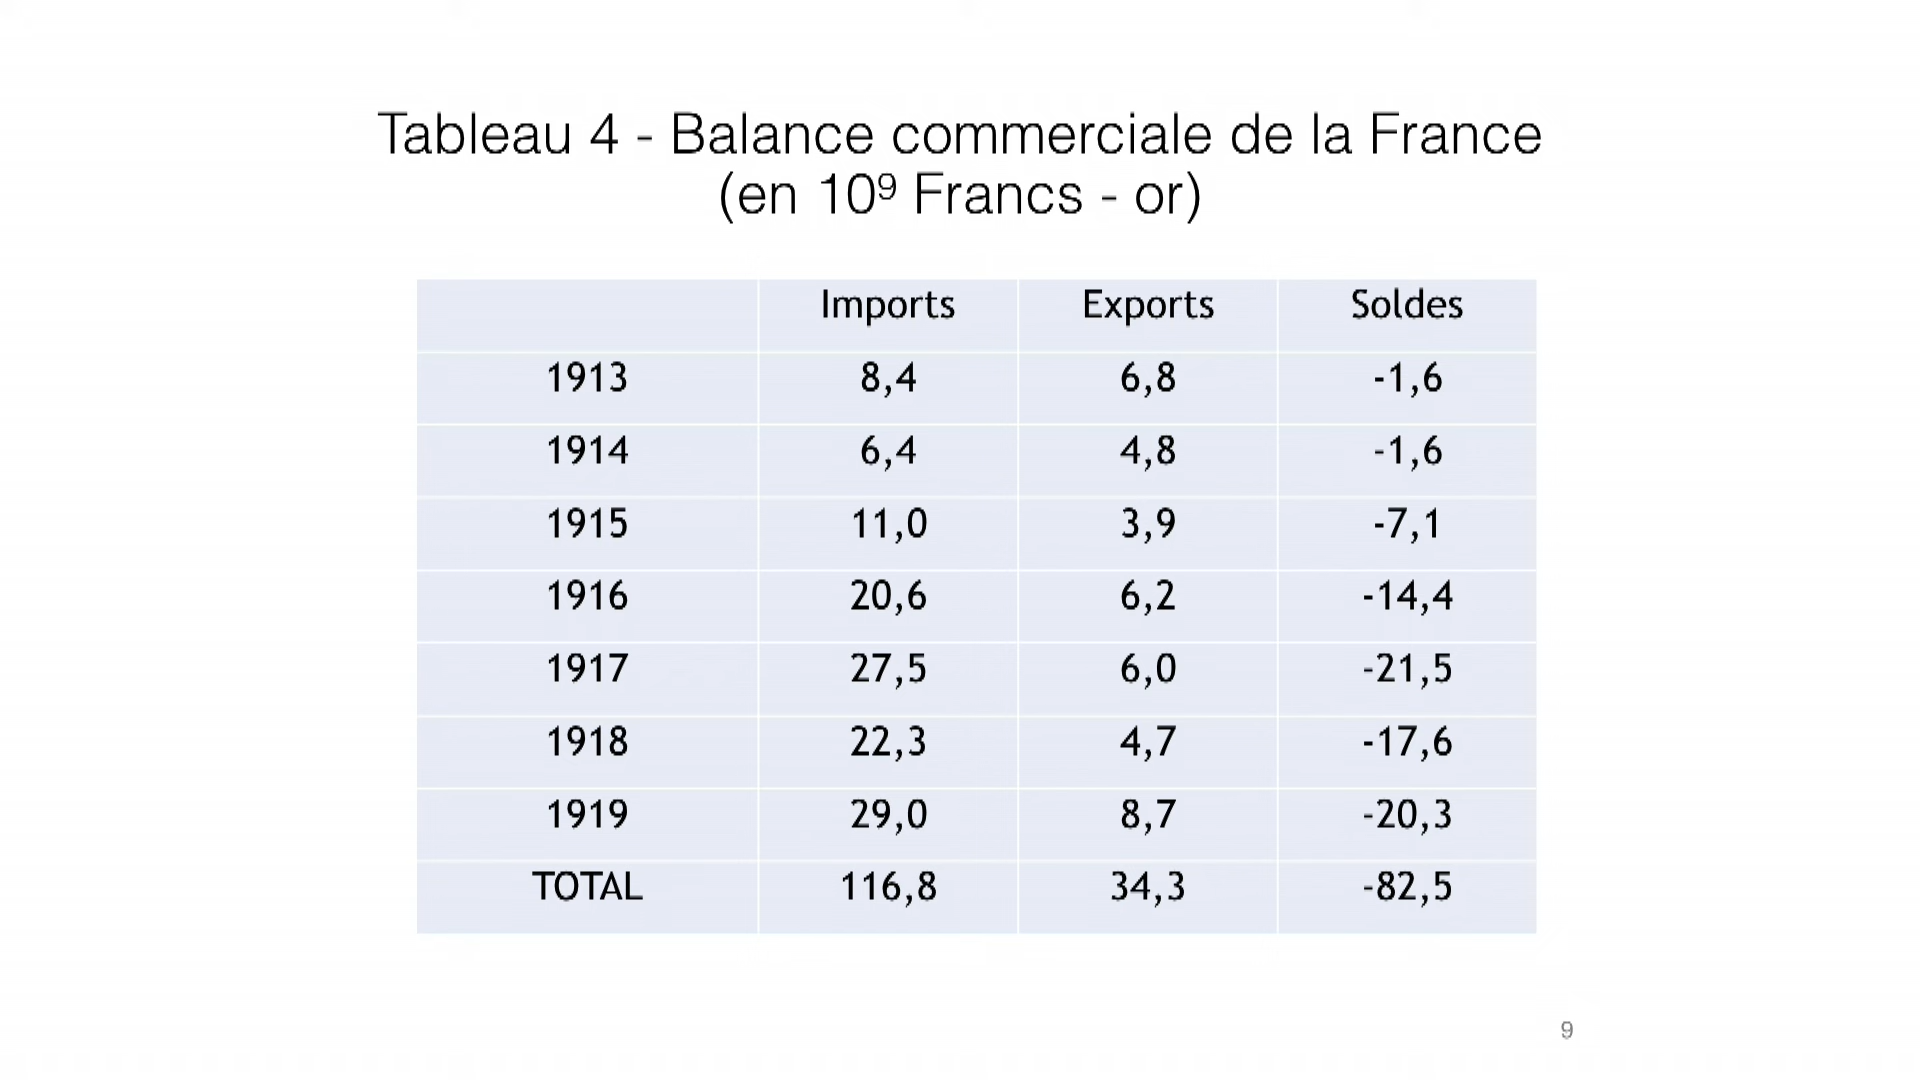 Tableau 4 - Balance commerciale de la France
(en 10⁹ Francs - or)
Imports Exports Soldes
1913 8,4 6,8 -1,6
1914 6,4 4,8 -1,6
1915 11,0 3,9 -7,1
1916 20,6 6,2 -14,4
1917 27,5 6,0 -21,5
1918 22,3 4,7 -17,6
1919 29,0 8,7 -20,3
TOTAL 116,8 34,3 -82,5
9